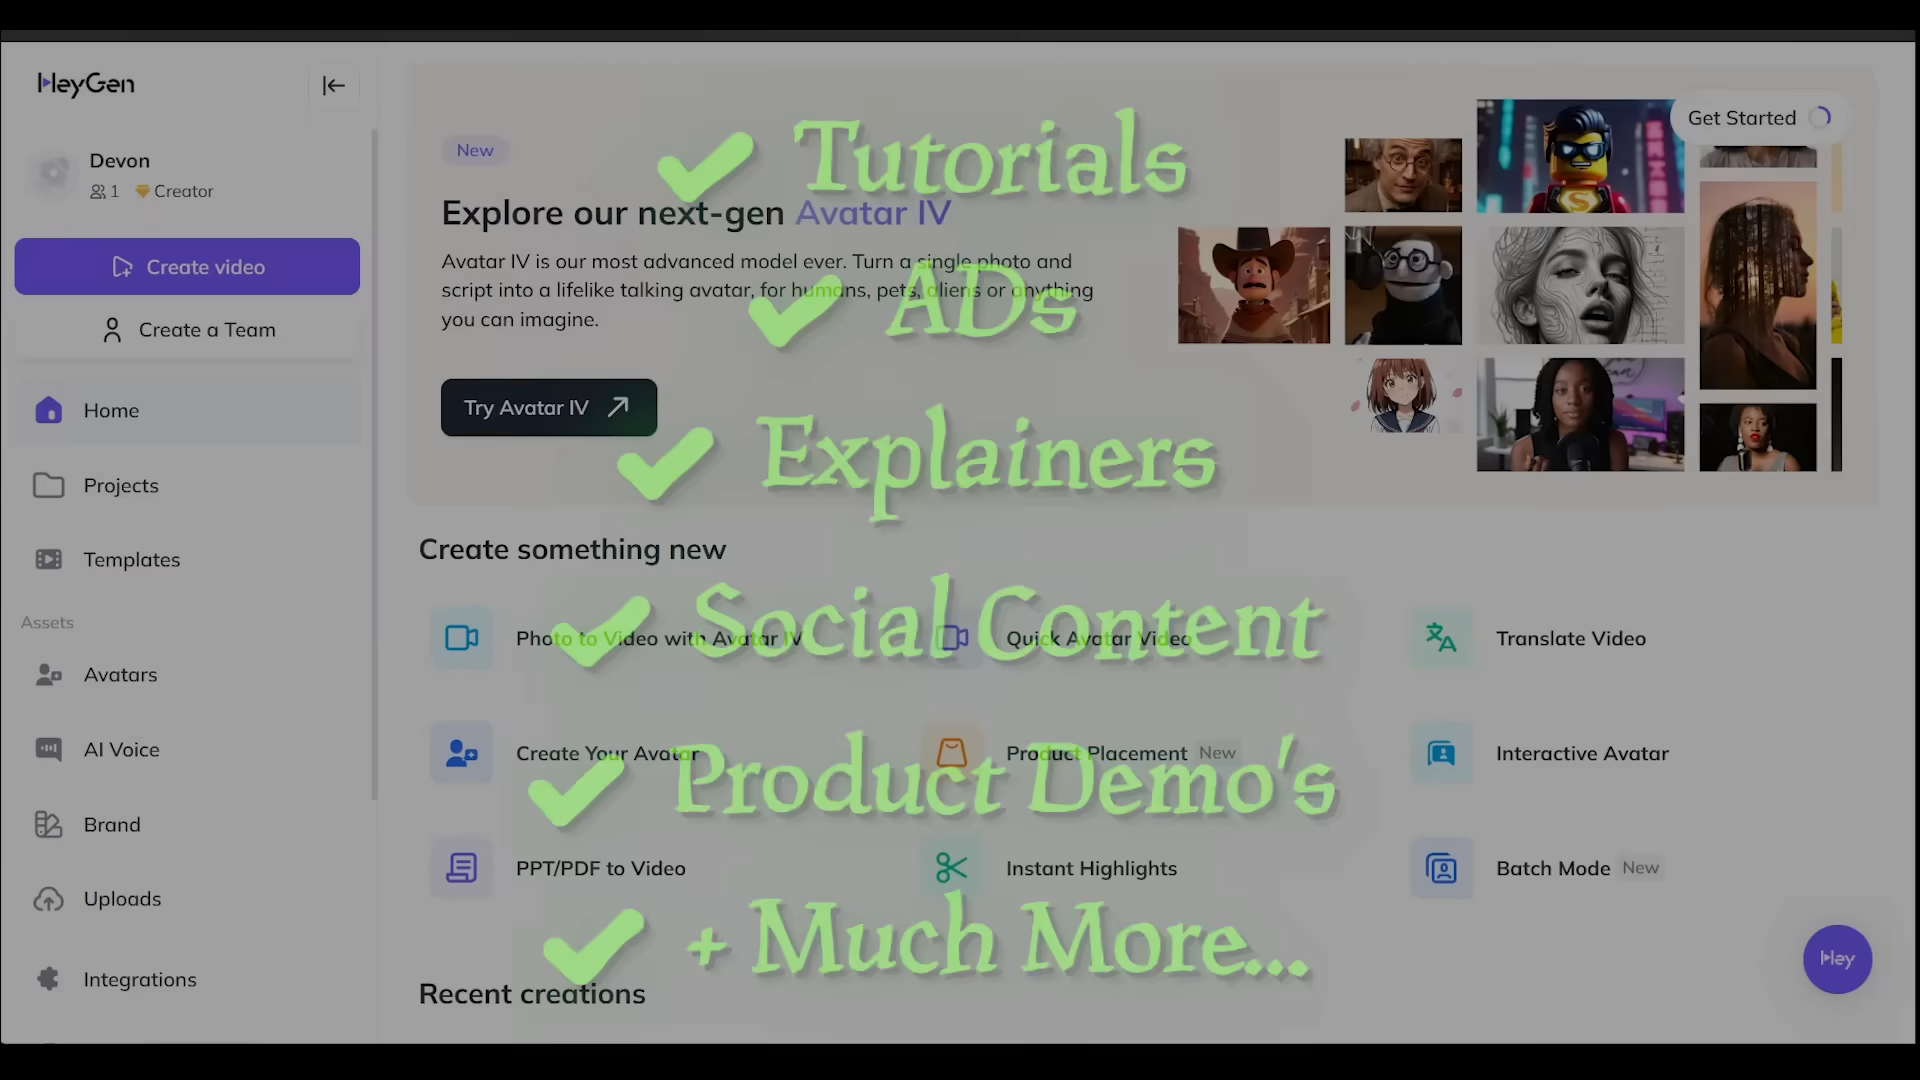 HeyGen
Devon
1 Creator
Create video
Create a Team
Home
Projects
Templates
Assets
Avatars
AI Voice
Brand
Uploads
Integrations
New
Explore our next-gen Avatar IV
Avatar IV is our most advanced model ever. Turn a single photo and
script into a lifelike talking avatar, for humans, pets, aliens or anything
you can imagine.
Try Avatar IV
Get Started
S
Create something new
Photo to Video with Avatar IV
Quick Avatar Video
Translate Video
Create Your Avatar
Product Placement New
Interactive Avatar
PPT/PDF to Video
Instant Highlights
Batch Mode New
Recent creations
Hey
Tutorials
ADs
Explainers
Social Content
Product Demo's
+ Much More...